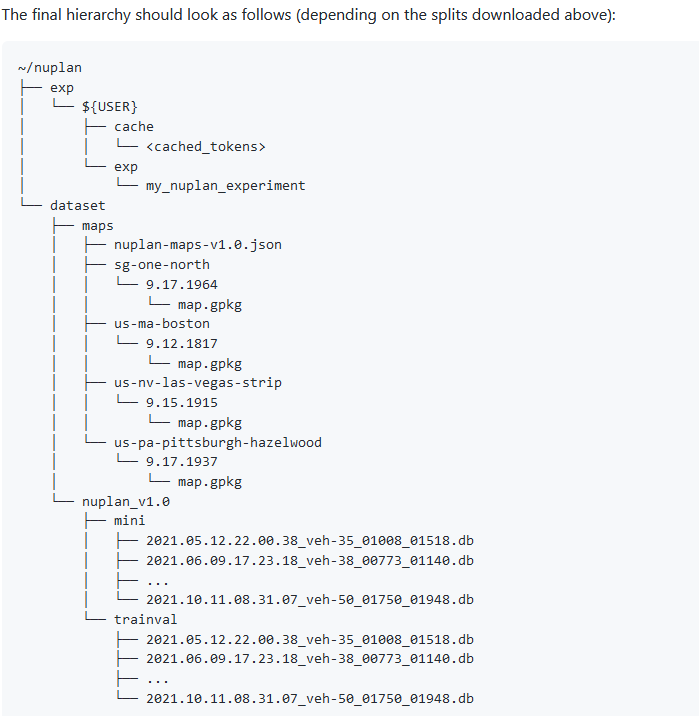 The final hierarchy should look as follows (depending on the splits downloaded above):
~/nuplan
├── exp
│   └── ${USER}
│       ├── cache
│       │   └── <cached_tokens>
│       └── exp
│           └── my_nuplan_experiment
└── dataset
    ├── maps
    │   ├── nuplan-maps-v1.0.json
    │   ├── sg-one-north
    │   │   └── 9.17.1964
    │   │       └── map.gpkg
    │   ├── us-ma-boston
    │   │   └── 9.12.1817
    │   │       └── map.gpkg
    │   ├── us-nv-las-vegas-strip
    │   │   └── 9.15.1915
    │   │       └── map.gpkg
    │   └── us-pa-pittsburgh-hazelwood
    │       └── 9.17.1937
    │           └── map.gpkg
    └── nuplan_v1.0
        ├── mini
        │   ├── 2021.05.12.22.00.38_veh-35_01008_01518.db
        │   ├── 2021.06.09.17.23.18_veh-38_00773_01140.db
        │   ├── ...
        │   └── 2021.10.11.08.31.07_veh-50_01750_01948.db
        └── trainval
            ├── 2021.05.12.22.00.38_veh-35_01008_01518.db
            ├── 2021.06.09.17.23.18_veh-38_00773_01140.db
            ├── ...
            └── 2021.10.11.08.31.07_veh-50_01750_01948.db